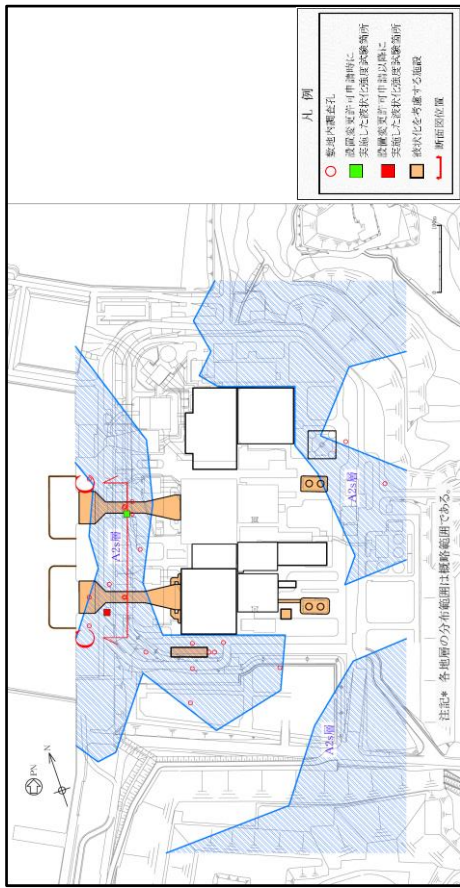 凡 例
敷地内調査孔
設置変更許可申請時に
実施した液状化強度試験箇所
設置変更許可申請以降に
実施した液状化強度試験箇所
液状化を考慮する施設
断面図位置
PN
N
C
C
A2s層
A2s層
A2s層
0
100m
注記* 各地層の分布範囲は概略範囲である。